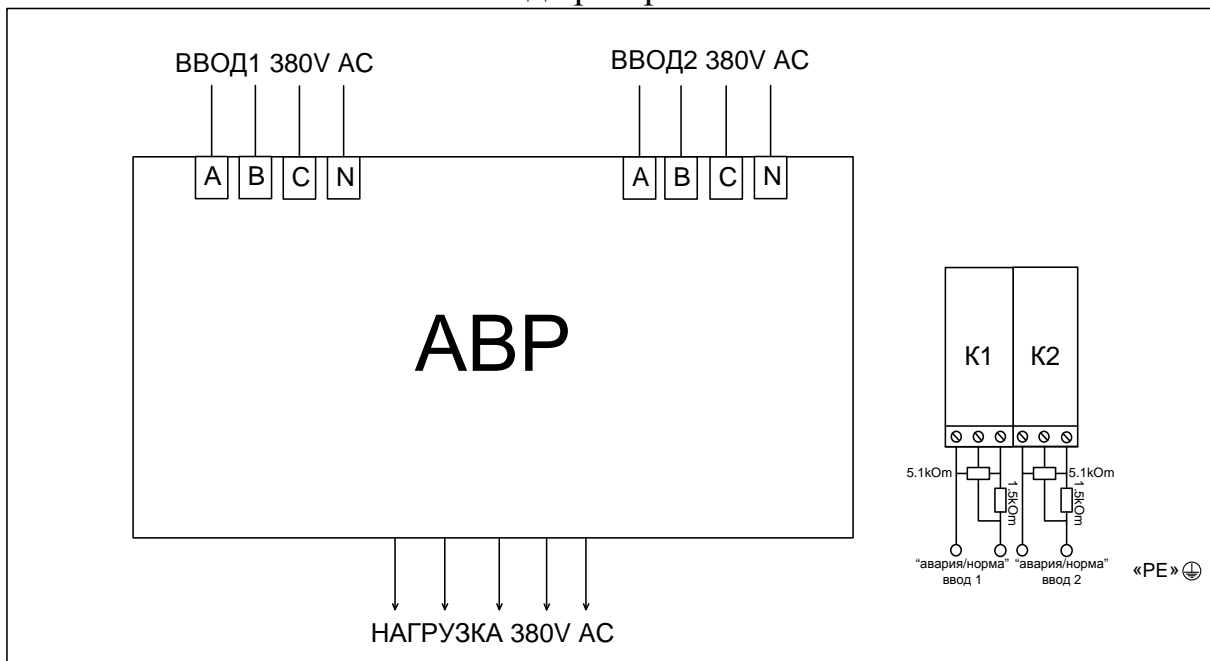 ВВОД1 380V AC
ВВОД2 380V AC
A B C N
A B C N
АВР
К1 К2
5.1kOm
5.1kOm
1.5kOm
1.5kOm
“авария/норма”
ввод 1
“авария/норма”
ввод 2
«PE»
НАГРУЗКА 380V AC